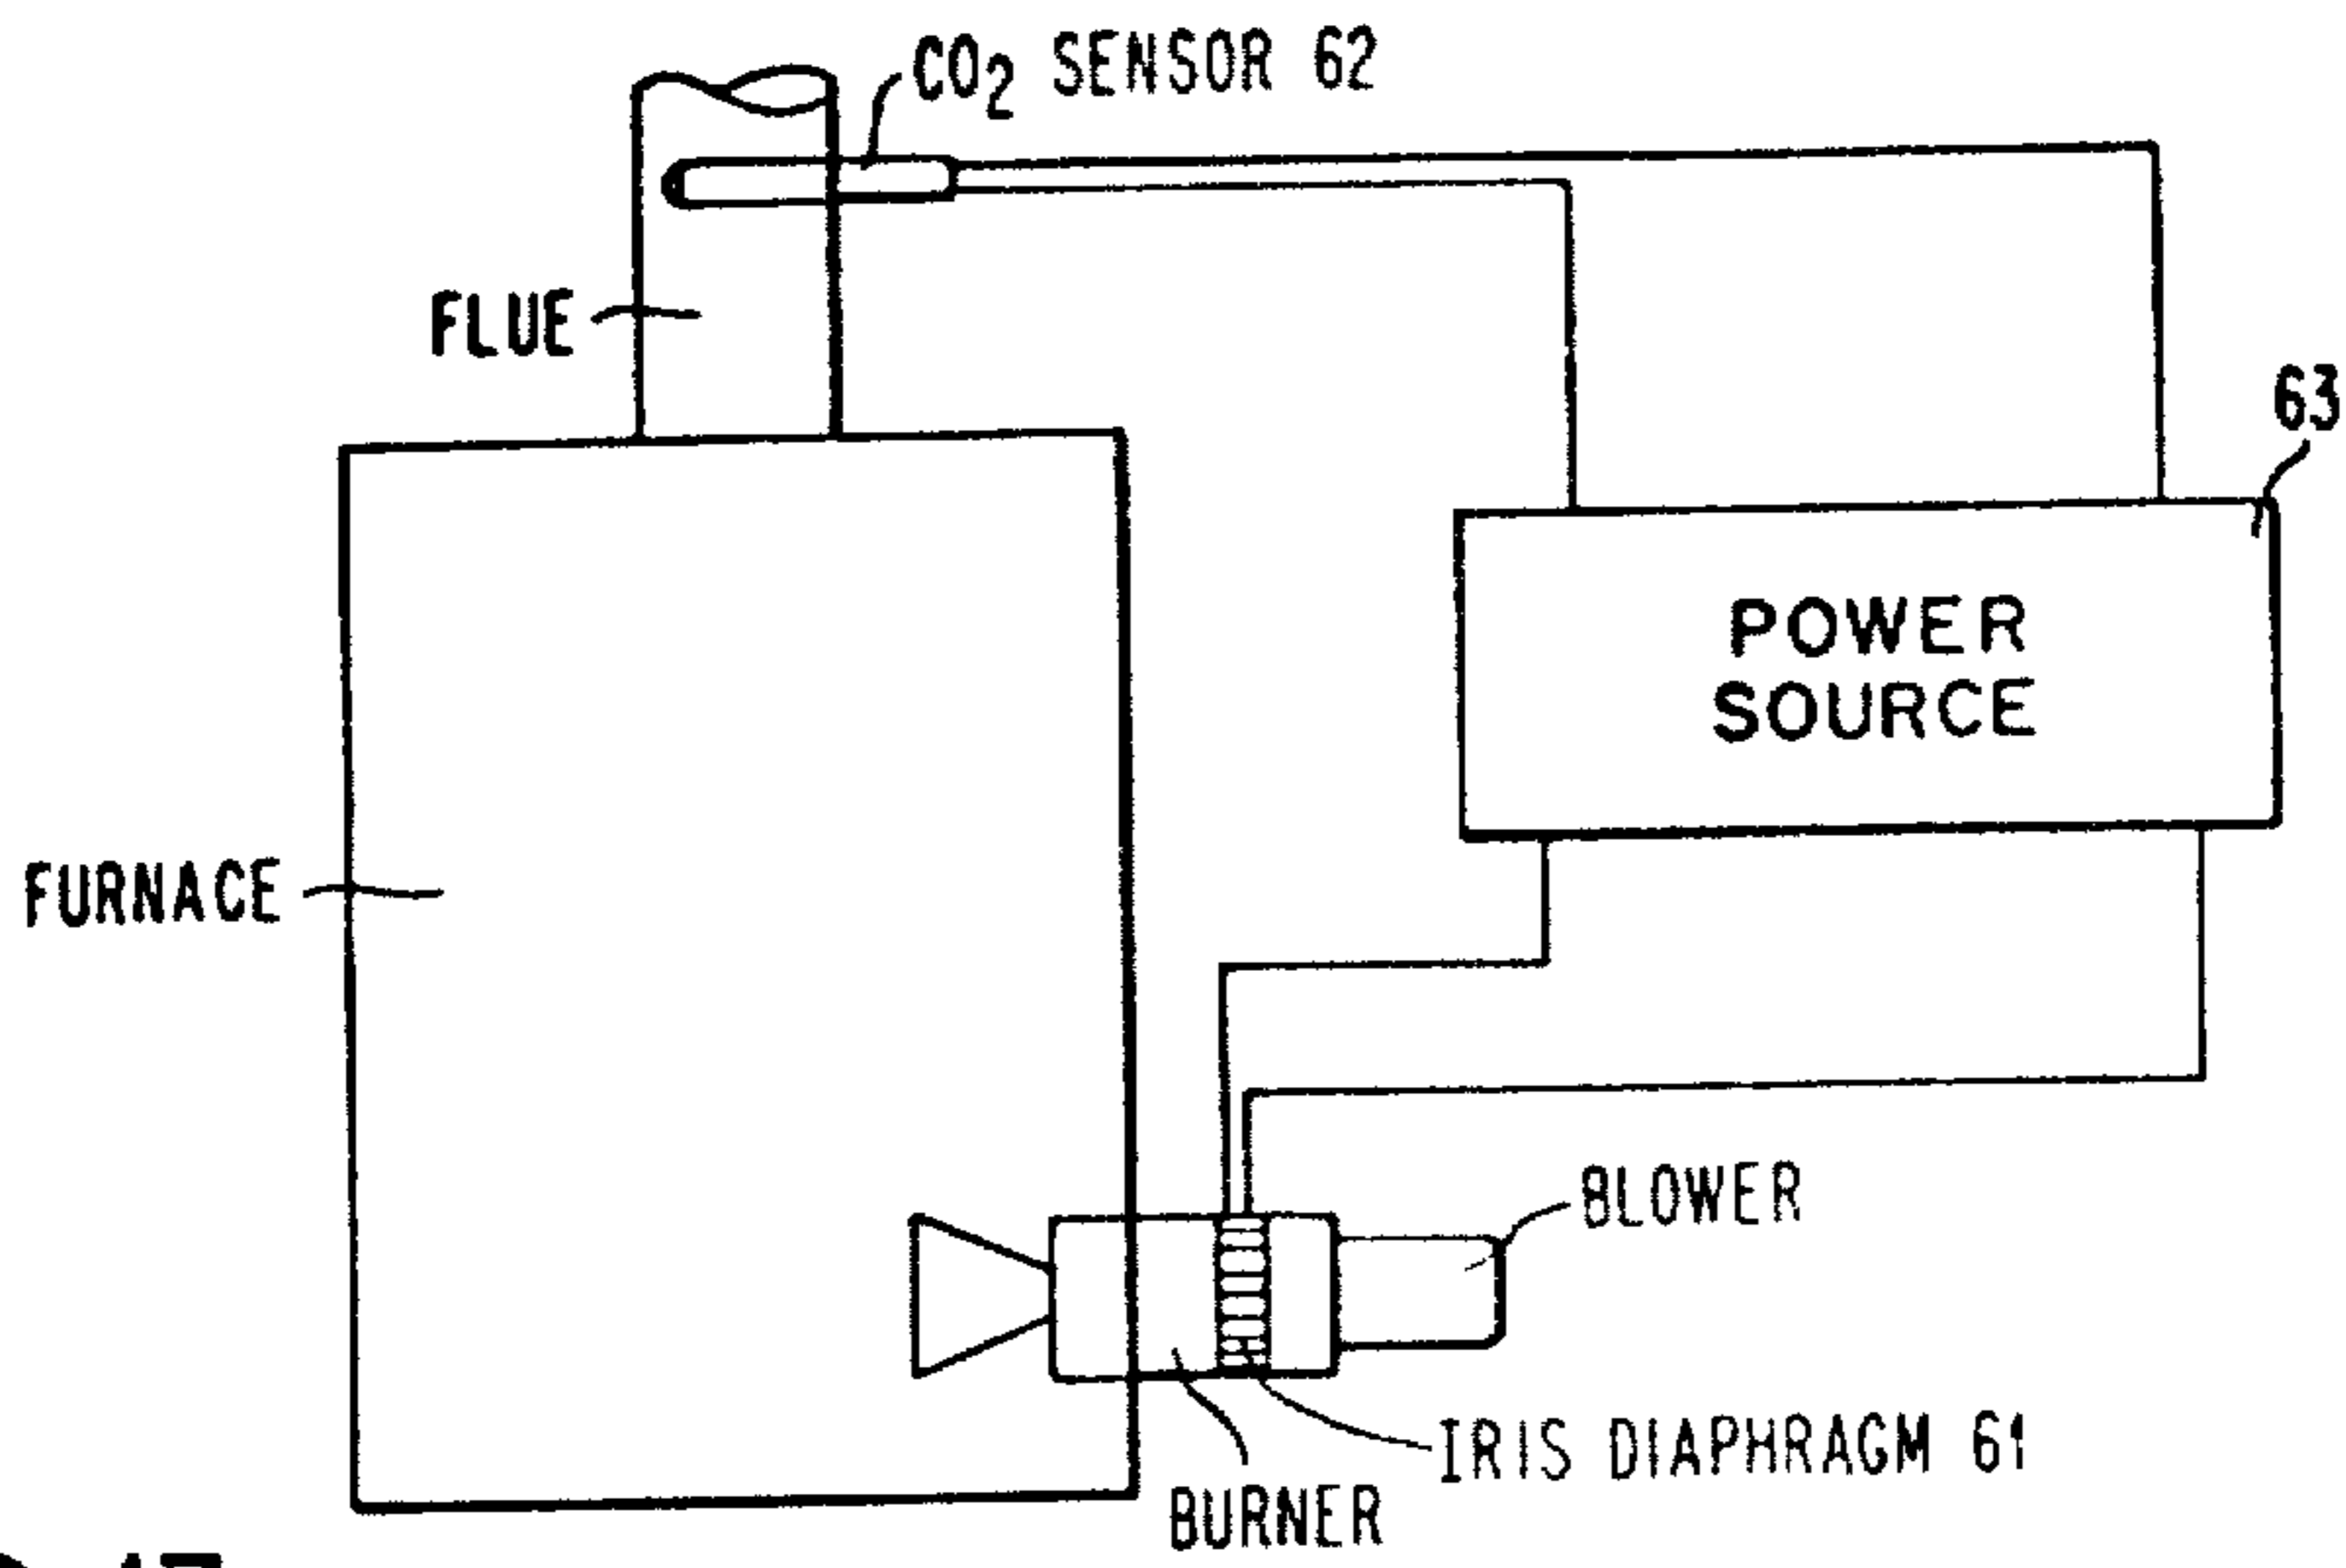 CO2 SENSOR 62
FLUE
63
POWER
SOURCE
FURNACE
BLOWER
IRIS DIAPHRAGM 61
BURNER